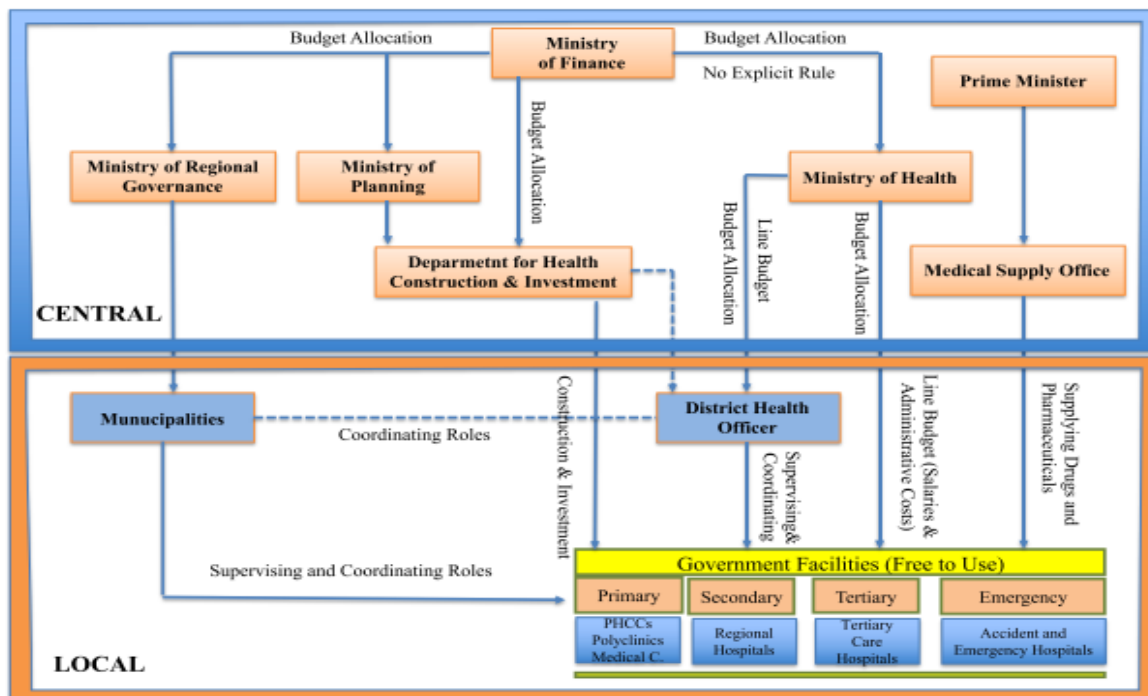 Budget Allocation
Ministry
of Finance
Budget Allocation
No Explicit Rule
Prime Minister
Budget Allocation
Ministry of Regional
Governance
Ministry of
Planning
Ministry of Health
Line Budget
Budget Allocation
Budget Allocation
Deparmetnt for Health
Construction & Investment
Medical Supply Office
CENTRAL
Munucipalities
Coordinating Roles
District Health
Officer
Construction & Investment
Supervising&
Coordinating
Line Budget (Salaries &
Administrative Costs)
Supplying Drugs and
Pharmaceuticals
Supervising and Coordinating Roles
Government Facilities (Free to Use)
Primary
Secondary
Tertiary
Emergency
PHCCs
Polyclinics
Medical C.
Regional
Hospitals
Tertiary
Care
Hospitals
Accident and
Emergency Hospitals
LOCAL